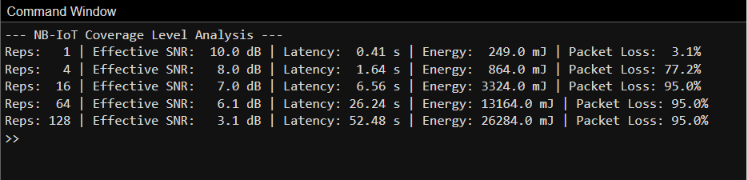 Command Window
--- NB-IoT Coverage Level Analysis ---
Reps:   1 | Effective SNR:  10.0 dB | Latency:  0.41 s | Energy:  249.0 mJ | Packet Loss:  3.1%
Reps:   4 | Effective SNR:   8.0 dB | Latency:  1.64 s | Energy:  864.0 mJ | Packet Loss: 77.2%
Reps:  16 | Effective SNR:   7.0 dB | Latency:  6.56 s | Energy: 3324.0 mJ | Packet Loss: 95.0%
Reps:  64 | Effective SNR:   6.1 dB | Latency: 26.24 s | Energy: 13164.0 mJ | Packet Loss: 95.0%
Reps: 128 | Effective SNR:   3.1 dB | Latency: 52.48 s | Energy: 26284.0 mJ | Packet Loss: 95.0%
>>